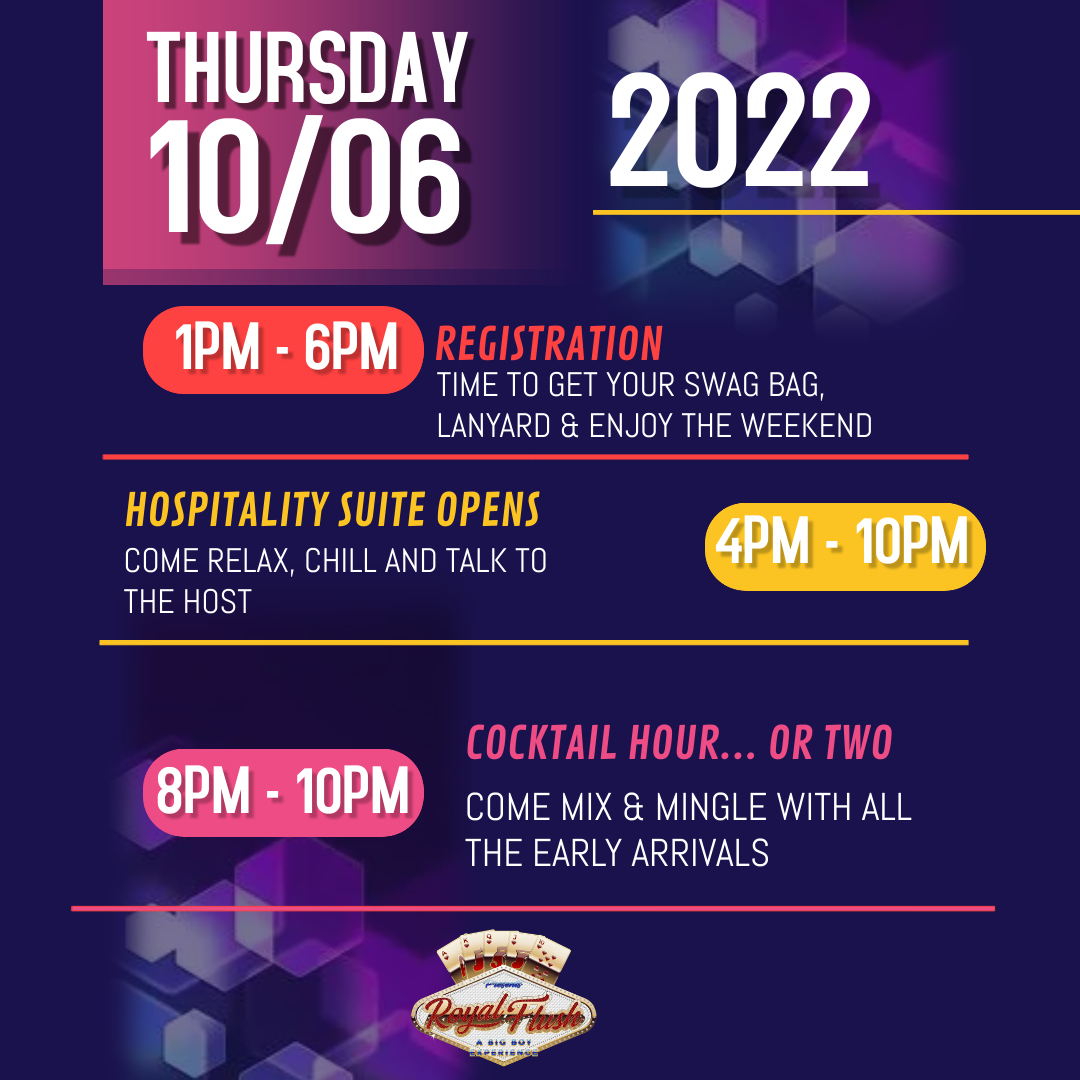 THURSDAY
10/06
2022
1PM - 6PM
REGISTRATION
TIME TO GET YOUR SWAG BAG,
LANYARD & ENJOY THE WEEKEND
HOSPITALITY SUITE OPENS
COME RELAX, CHILL AND TALK TO
THE HOST
4PM - 10PM
8PM - 10PM
COCKTAIL HOUR... OR TWO
COME MIX & MINGLE WITH ALL
THE EARLY ARRIVALS
A K Q J 10
Royal Flush
A BIG BOY
EXPERIENCE